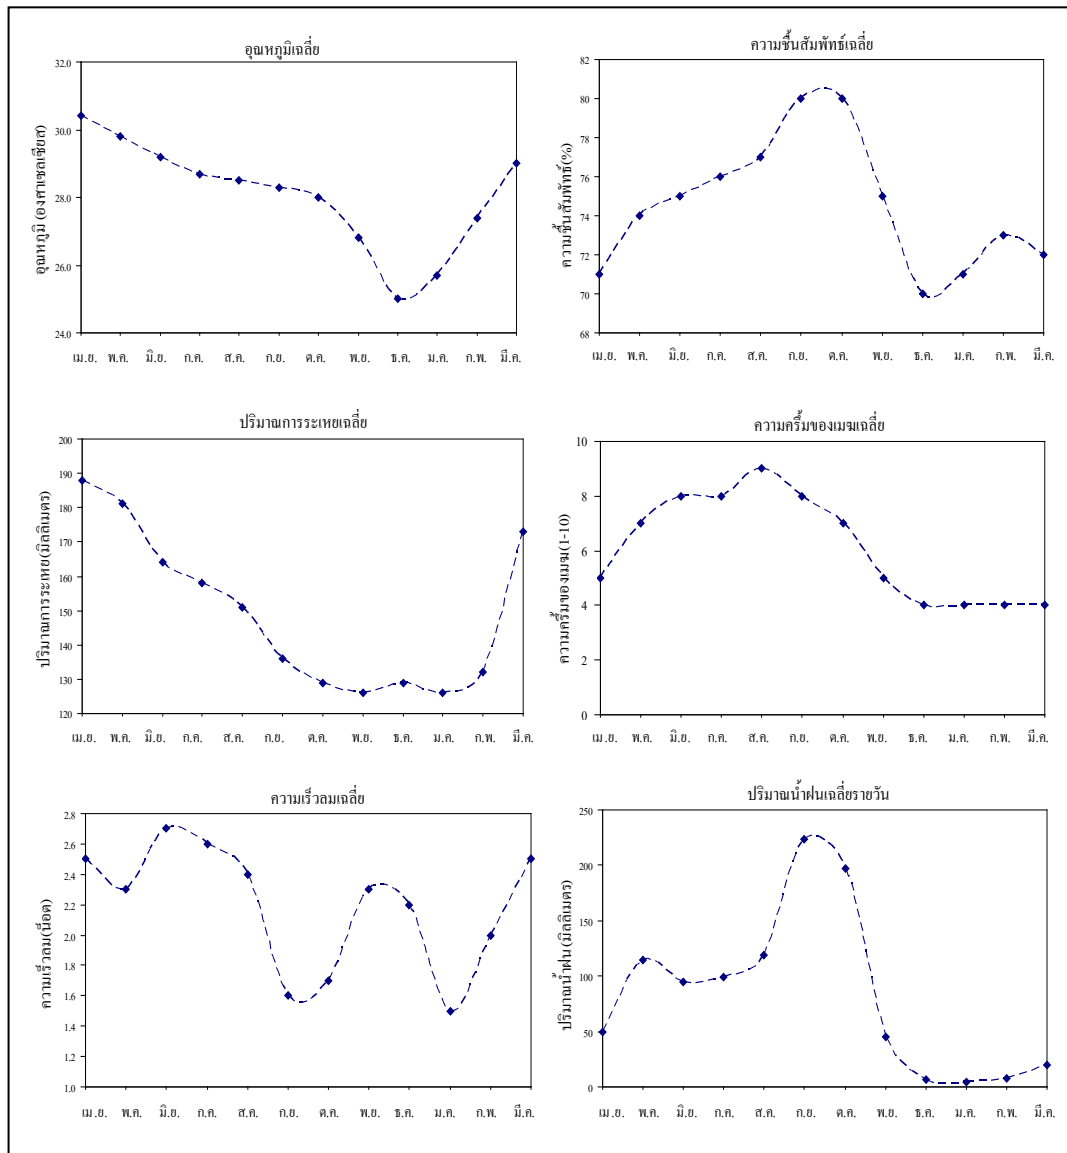 อุณหภูมิเฉลี่ย
อุณหภูมิ (องศาเซลเซียส)
32.0
30.0
28.0
26.0
24.0
เม.ย. พ.ค. มิ.ย. ก.ค. ส.ค. ก.ย. ต.ค. พ.ย. ธ.ค. ม.ค. ก.พ. มี.ค.
ความชื้นสัมพัทธ์เฉลี่ย
ความชื้นสัมพัทธ์(%)
82
80
78
76
74
72
70
68
เม.ย. พ.ค. มิ.ย. ก.ค. ส.ค. ก.ย. ต.ค. พ.ย. ธ.ค. ม.ค. ก.พ. มี.ค.
ปริมาณการระเหยเฉลี่ย
ปริมาณการระเหย(มิลลิเมตร)
200
190
180
170
160
150
140
130
120
เม.ย. พ.ค. มิ.ย. ก.ค. ส.ค. ก.ย. ต.ค. พ.ย. ธ.ค. ม.ค. ก.พ. มี.ค.
ความครึ้มของเมฆเฉลี่ย
ความครึ้มของเมฆ(1-10)
10
8
6
4
2
0
เม.ย. พ.ค. มิ.ย. ก.ค. ส.ค. ก.ย. ต.ค. พ.ย. ธ.ค. ม.ค. ก.พ. มี.ค.
ความเร็วลมเฉลี่ย
ความเร็วลม(น็อต)
2.8
2.6
2.4
2.2
2.0
1.8
1.6
1.4
1.2
1.0
เม.ย. พ.ค. มิ.ย. ก.ค. ส.ค. ก.ย. ต.ค. พ.ย. ธ.ค. ม.ค. ก.พ. มี.ค.
ปริมาณน้ำฝนเฉลี่ยรายวัน
ปริมาณน้ำฝน (มิลลิเมตร)
250
200
150
100
50
0
เม.ย. พ.ค. มิ.ย. ก.ค. ส.ค. ก.ย. ต.ค. พ.ย. ธ.ค. ม.ค. ก.พ. มี.ค.